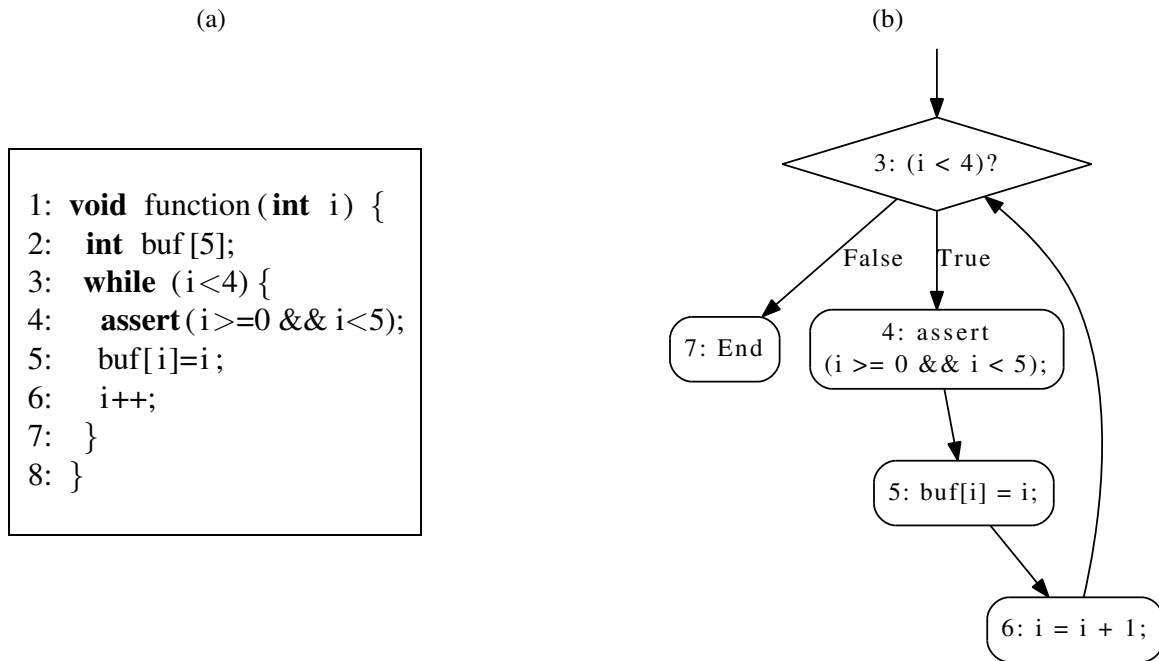 (a)
1: void function(int i) {
2: int buf[5];
3: while (i<4){
4: assert(i>=0 && i<5);
5: buf[i]=i;
6: i++;
7: }
8: }
(b)
3: (i < 4)?
False
True
7: End
4: assert
(i >= 0 && i < 5);
5: buf[i] = i;
6: i = i + 1;